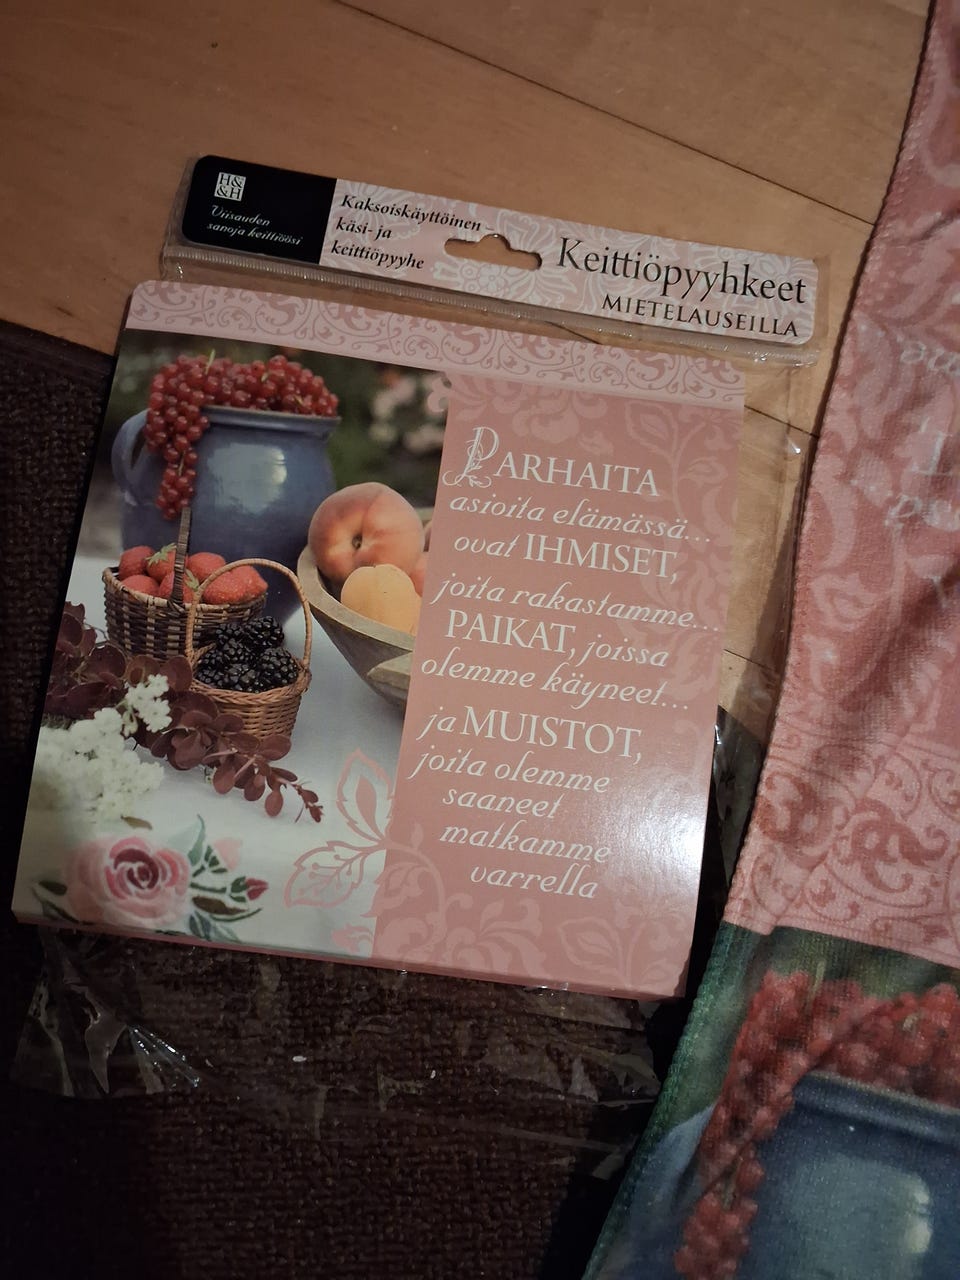 H&
&H
Viisauden
sanoja keittiöösi
Kaksoiskäyttöinen
käsi- ja
keittiöpyyhe
Keittiöpyyhkeet
MIETELAUSEILLA
PARHAITA
asioita elämässä...
ovat IHMISET,
joita rakastamme...
PAIKAT, joissa
olemme käyneet...
ja MUISTOT,
joita olemme
saaneet
matkamme
varrella